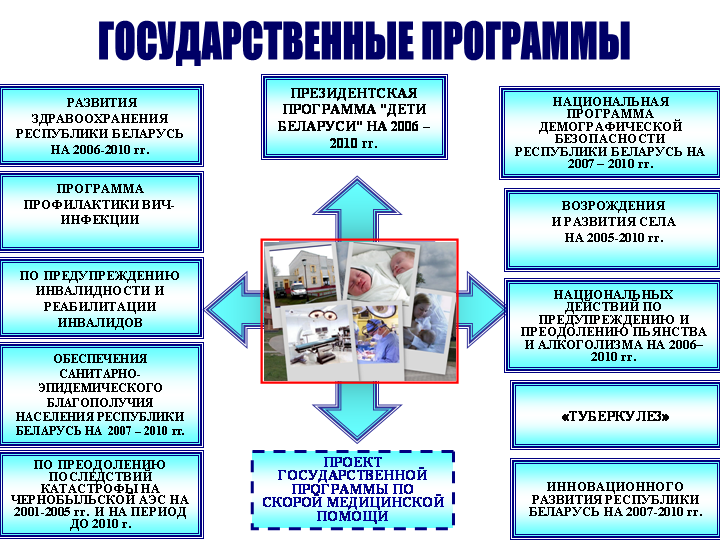 ГОСУДАРСТВЕННЫЕ ПРОГРАММЫ
РАЗВИТИЯ
ЗДРАВООХРАНЕНИЯ
РЕСПУБЛИКИ БЕЛАРУСЬ
НА 2006-2010 гг.
ПРОГРАММА
ПРОФИЛАКТИКИ ВИЧ-
ИНФЕКЦИИ
ПО ПРЕДУПРЕЖДЕНИЮ
ИНВАЛИДНОСТИ И
РЕАБИЛИТАЦИИ
ИНВАЛИДОВ
ОБЕСПЕЧЕНИЯ
САНИТАРНО-
ЭПИДЕМИЧЕСКОГО
БЛАГОПОЛУЧИЯ
НАСЕЛЕНИЯ РЕСПУБЛИКИ
БЕЛАРУСЬ НА 2007 – 2010 гг.
ПО ПРЕОДОЛЕНИЮ
ПОСЛЕДСТВИЙ
КАТАСТРОФЫ НА
ЧЕРНОБЫЛЬСКОЙ АЭС НА
2001-2005 гг. И НА ПЕРИОД
ДО 2010 г.
ПРЕЗИДЕНТСКАЯ
ПРОГРАММА "ДЕТИ
БЕЛАРУСИ" НА 2006 –
2010 гг.
ПРОЕКТ
ГОСУДАРСТВЕННОЙ
ПРОГРАММЫ ПО
СКОРОЙ МЕДИЦИНСКОЙ
ПОМОЩИ
НАЦИОНАЛЬНАЯ
ПРОГРАММА
ДЕМОГРАФИЧЕСКОЙ
БЕЗОПАСНОСТИ
РЕСПУБЛИКИ БЕЛАРУСЬ НА
2007 – 2010 гг.
ВОЗРОЖДЕНИЯ
И РАЗВИТИЯ СЕЛА
НА 2005-2010 гг.
НАЦИОНАЛЬНЫХ
ДЕЙСТВИЙ ПО
ПРЕДУПРЕЖДЕНИЮ И
ПРЕОДОЛЕНИЮ ПЬЯНСТВА
И АЛКОГОЛИЗМА НА 2006–
2010 гг.
«ТУБЕРКУЛЕЗ»
ИННОВАЦИОННОГО
РАЗВИТИЯ РЕСПУБЛИКИ
БЕЛАРУСЬ НА 2007-2010 гг.